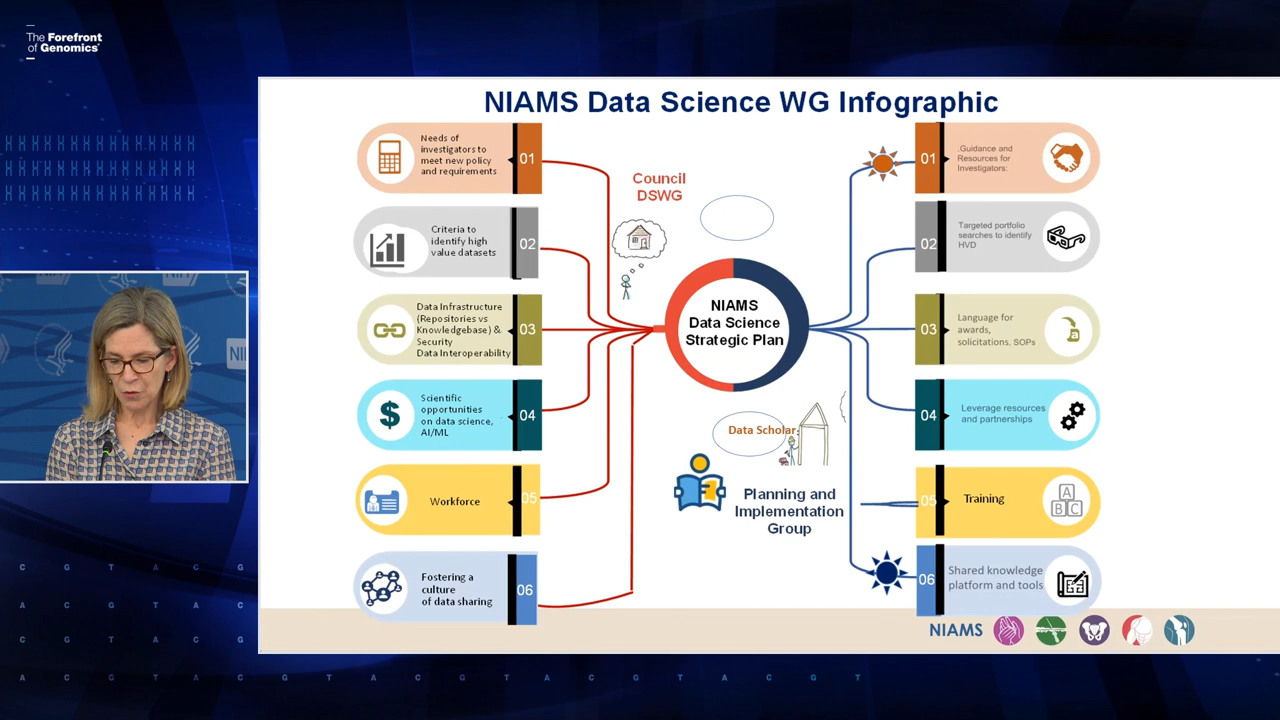 The Forefront
of Genomics®
NIAMS Data Science WG Infographic
Needs of
investigators to
meet new policy
and requirements
01
Criteria to
identify high
value datasets
02
Data Infrastructure
(Repositories vs
Knowledgebase) &
Security
Data Interoperability
03
$
Scientific
opportunities
on data science,
AI/ML
04
Workforce
05
Fostering a
culture
of data sharing
06
Council
DSWG
NIAMS
Data Science
Strategic Plan
Data Scholar
Planning and
Implementation
Group
01
.Guidance and
Resources for
Investigators:
02
Targeted portfolio
searches to identify
HVD
03
Language for
awards,
solicitations, SOPs
a
04
Leverage resources
and partnerships
05
Training
A
B C
06
Shared knowledge
platform and tools
NIAMS
NI
C G T A C G
A C G T A C
C G T A C G
A C G T A C G T A C G T A C G T A C G T